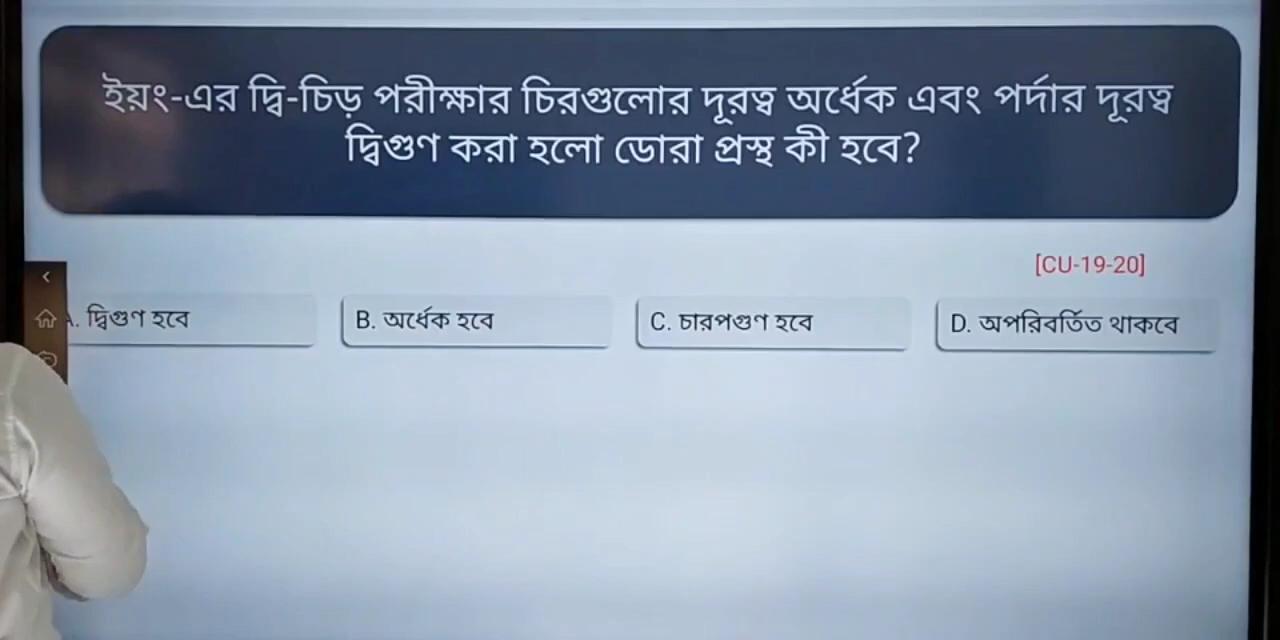 ইয়ং-এর দ্বি-চিড় পরীক্ষার চিরগুলোর দূরত্ব অর্ধেক এবং পর্দার দূরত্ব
দ্বিগুণ করা হলো ডোরা প্রস্থ কী হবে?
[CU-19-20]
. দ্বিগুণ হবে
B. অর্ধেক হবে
C. চারপগুণ হবে
D. অপরিবর্তিত থাকবে